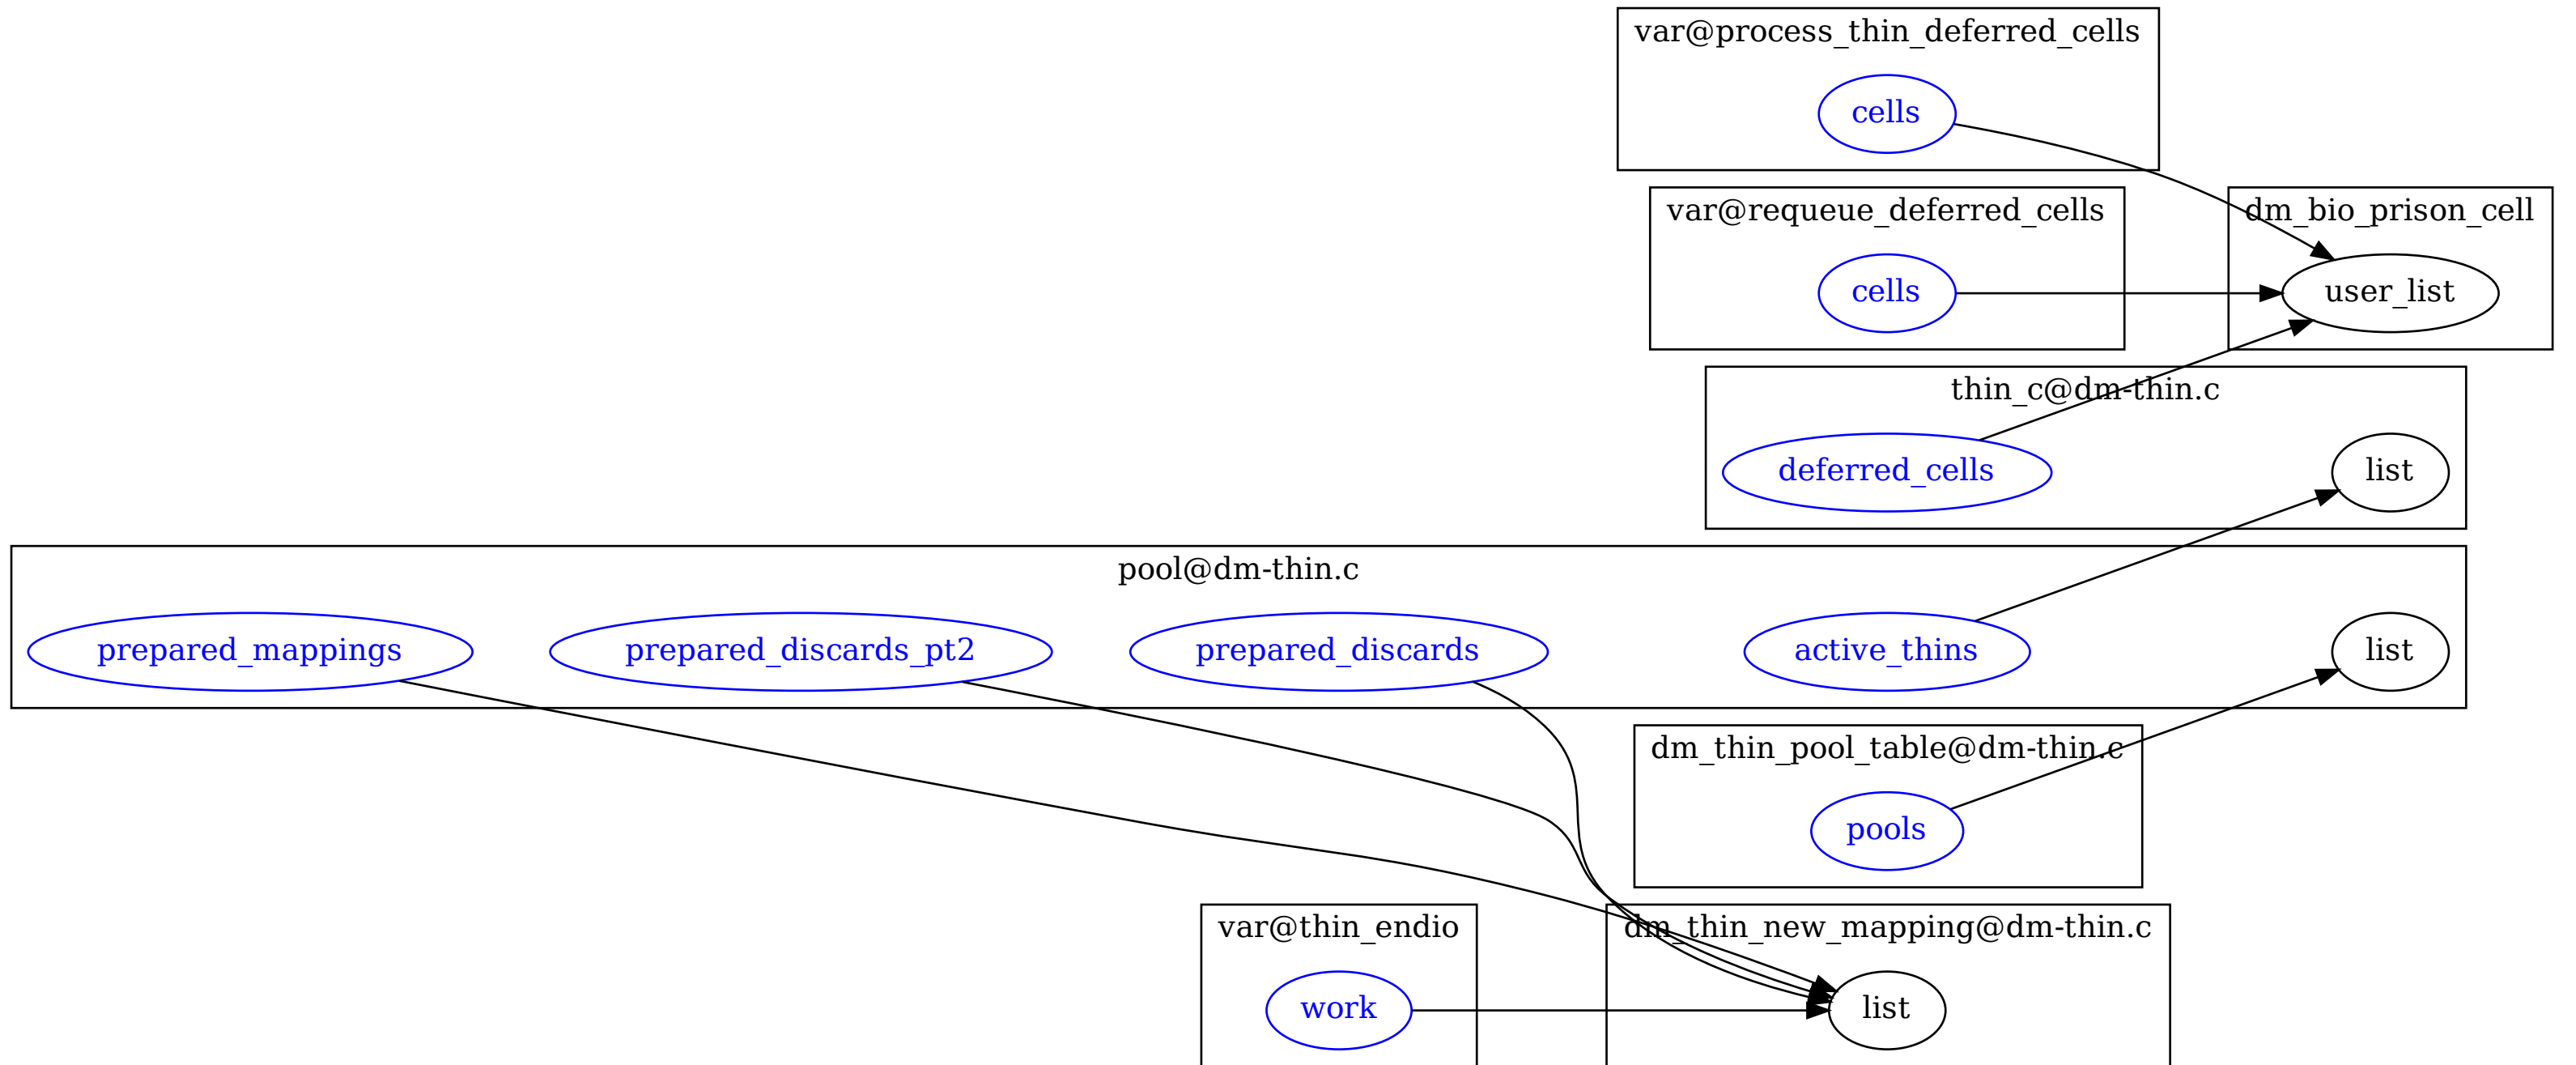 var@process_thin_deferred_cells
cells
var@requeue_deferred_cells
cells
dm_bio_prison_cell
user_list
thin_c@dm-thin.c
deferred_cells
list
pool@dm-thin.c
prepared_mappings
prepared_discards_pt2
prepared_discards
active_thins
list
dm_thin_pool_table@dm-thin.c
pools
var@thin_endio
work
dm_thin_new_mapping@dm-thin.c
list